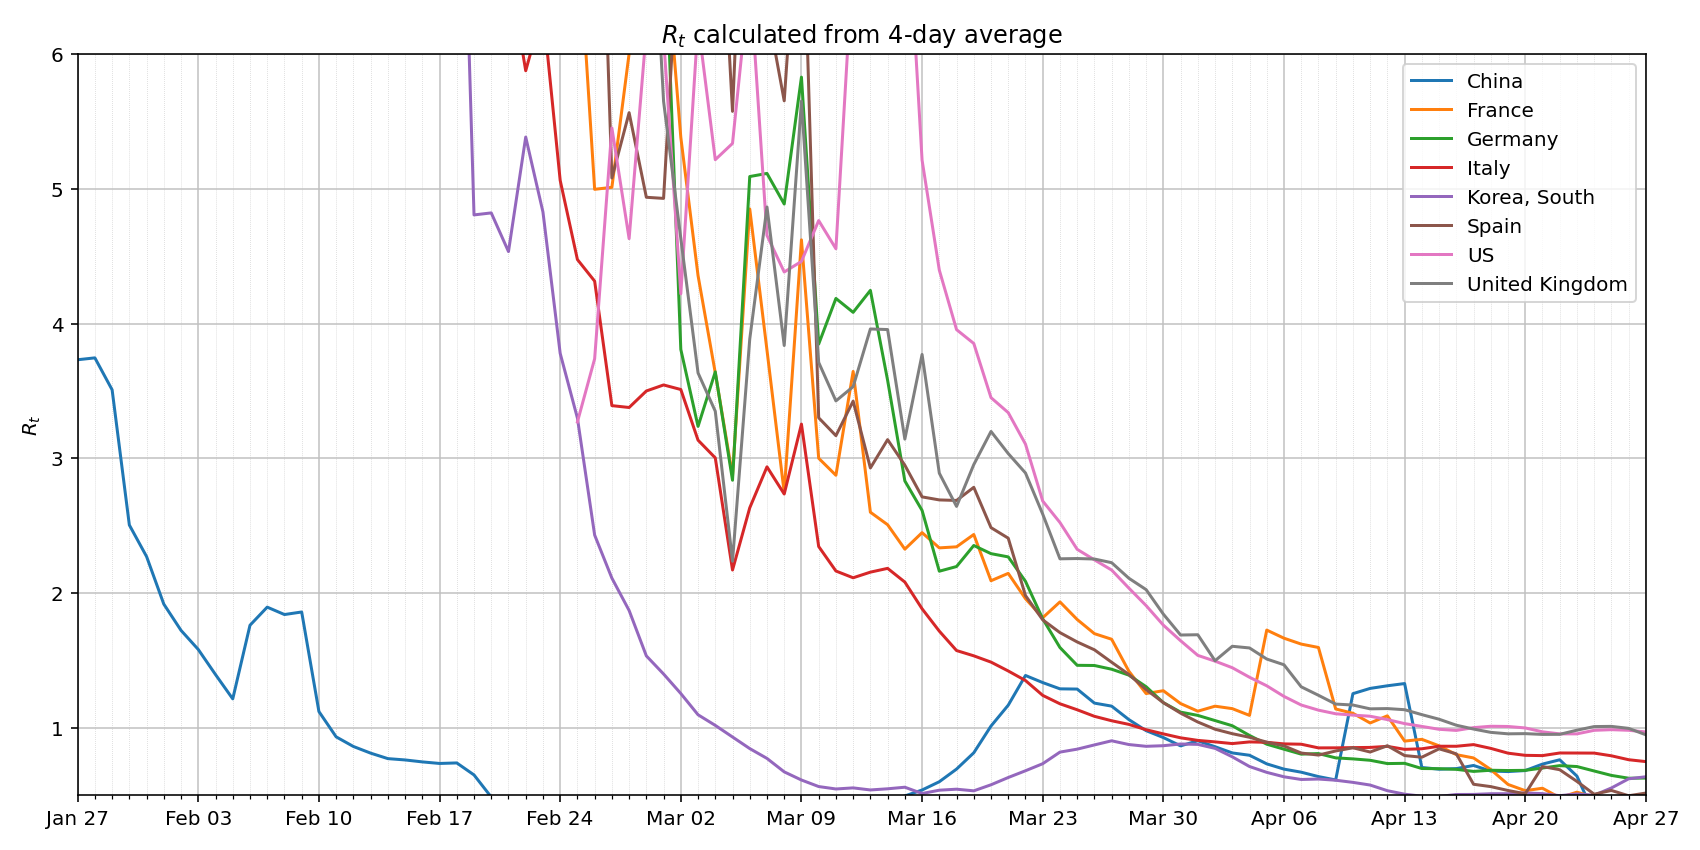 Rt calculated from 4-day average
6
5
4
3
2
1
Rt
China
France
Germany
Italy
Korea, South
Spain
US
United Kingdom
Jan 27 Feb 03 Feb 10 Feb 17 Feb 24 Mar 02 Mar 09 Mar 16 Mar 23 Mar 30 Apr 06 Apr 13 Apr 20 Apr 27